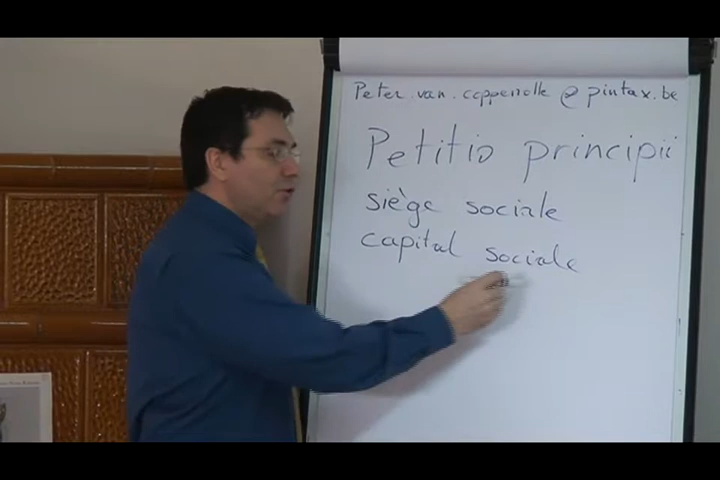 Peter.van.coppenolle@pintax.be
Petitio principii
siège sociale
capital sociale